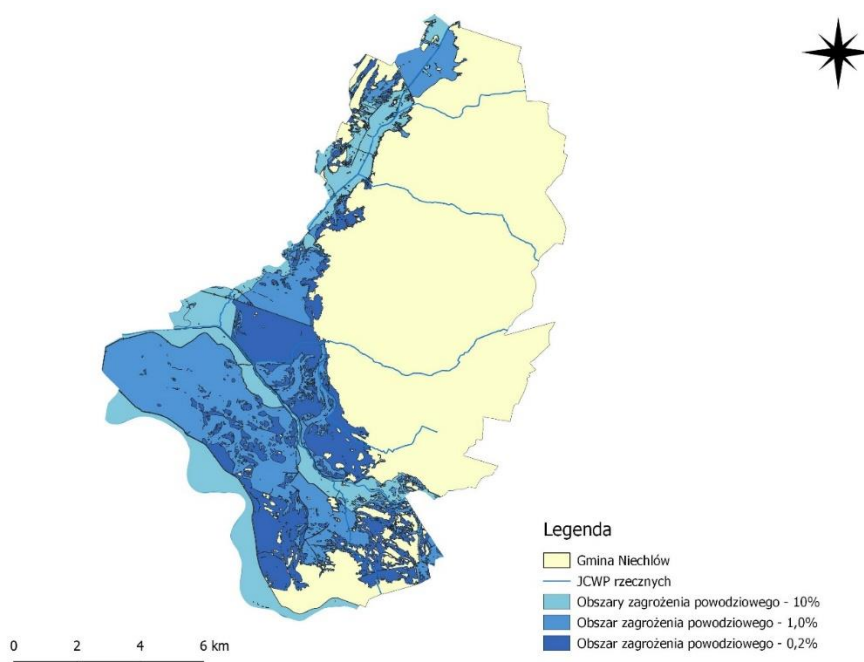 Legenda
Gmina Niechlów
JCWP rzecznych
Obszary zagrożenia powodziowego - 10%
Obszar zagrożenia powodziowego - 1,0%
Obszar zagrożenia powodziowego - 0,2%
0 2 4 6 km